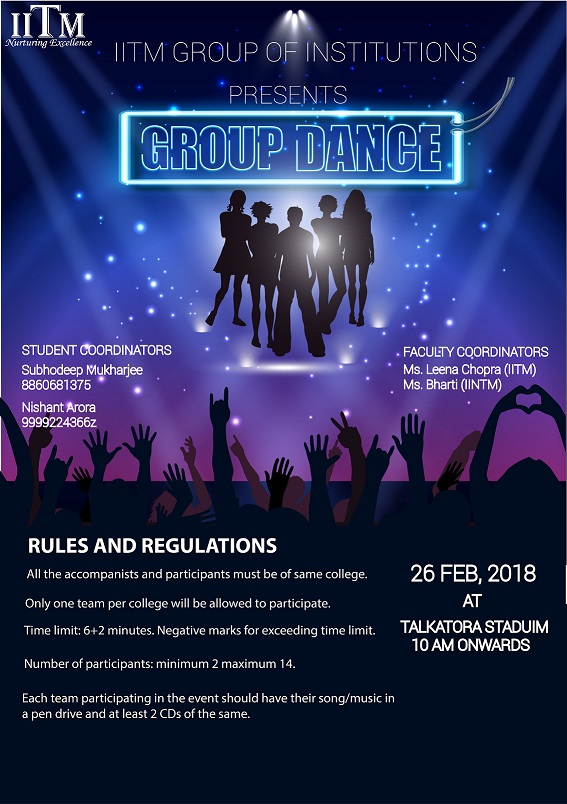 IITM
Nurturing Excellence
IITM GROUP OF INSTITUTIONS
PRESENTS
GROUP DANCE
STUDENT COORDINATORS
Subhodeep Mukharjee
8860681375
Nishant Arora
9999224366z
FACULTY COORDINATORS
Ms. Leena Chopra (IITM)
Ms. Bharti (IINTM)
RULES AND REGULATIONS
All the accompanists and participants must be of same college.
Only one team per college will be allowed to participate.
Time limit: 6+2 minutes. Negative marks for exceeding time limit.
Number of participants: minimum 2 maximum 14.
Each team participating in the event should have their song/music in
a pen drive and at least 2 CDs of the same.
26 FEB, 2018
AT
TALKATORA STADUIM
10 AM ONWARDS